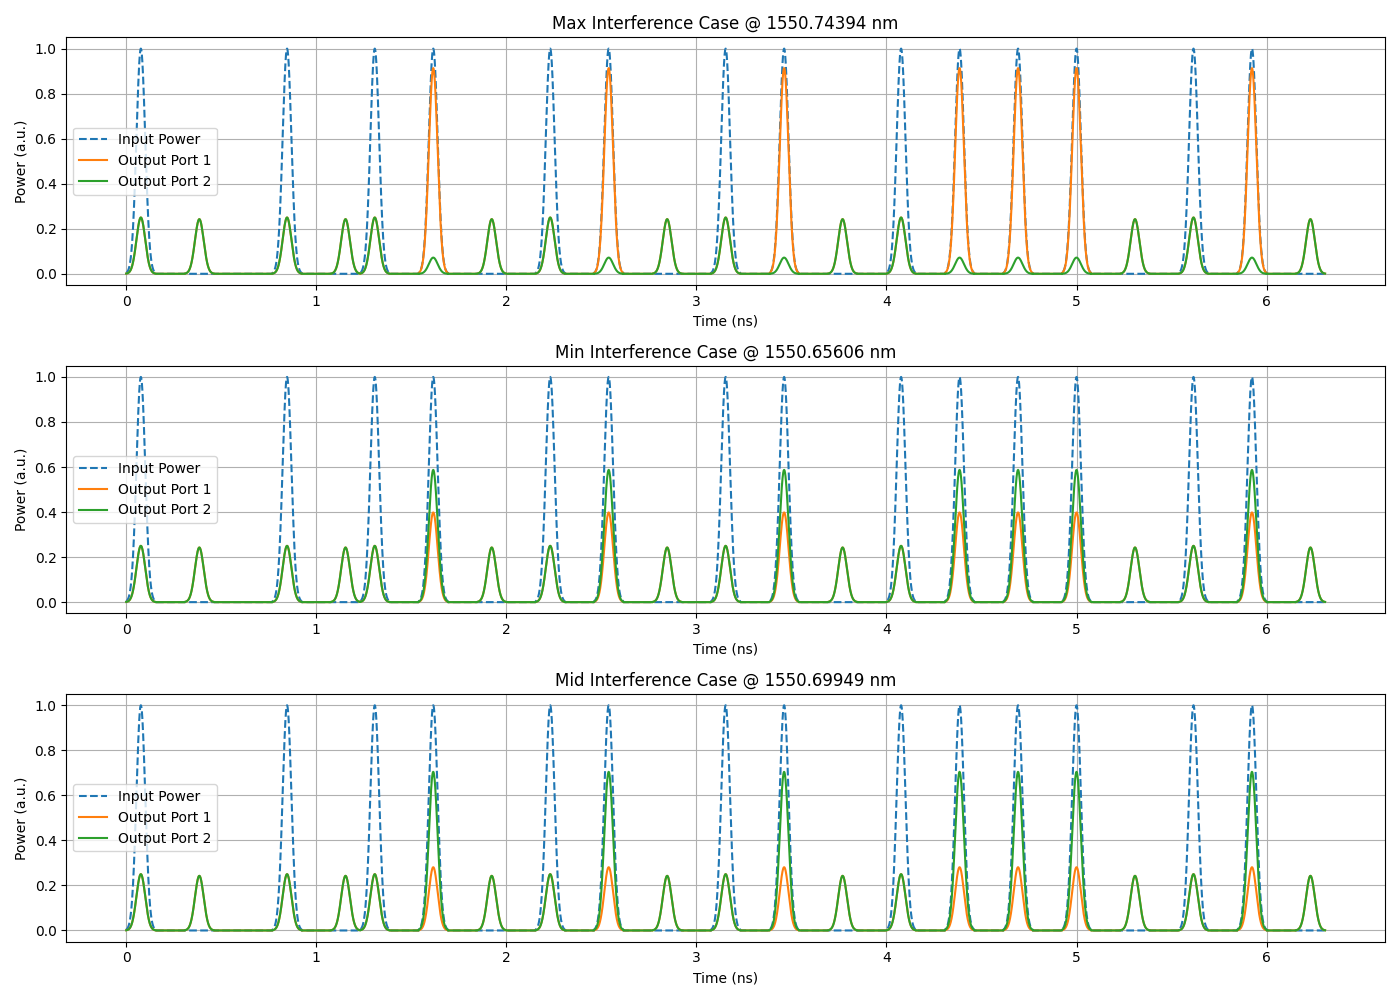 Max Interference Case @ 1550.74394 nm
Power (a.u.)
1.0
0.8
0.6
0.4
0.2
0.0
Input Power
Output Port 1
Output Port 2
0 1 2 3 4 5 6
Time (ns)
Min Interference Case @ 1550.65606 nm
Power (a.u.)
1.0
0.8
0.6
0.4
0.2
0.0
Input Power
Output Port 1
Output Port 2
0 1 2 3 4 5 6
Time (ns)
Mid Interference Case @ 1550.69949 nm
Power (a.u.)
1.0
0.8
0.6
0.4
0.2
0.0
Input Power
Output Port 1
Output Port 2
0 1 2 3 4 5 6
Time (ns)